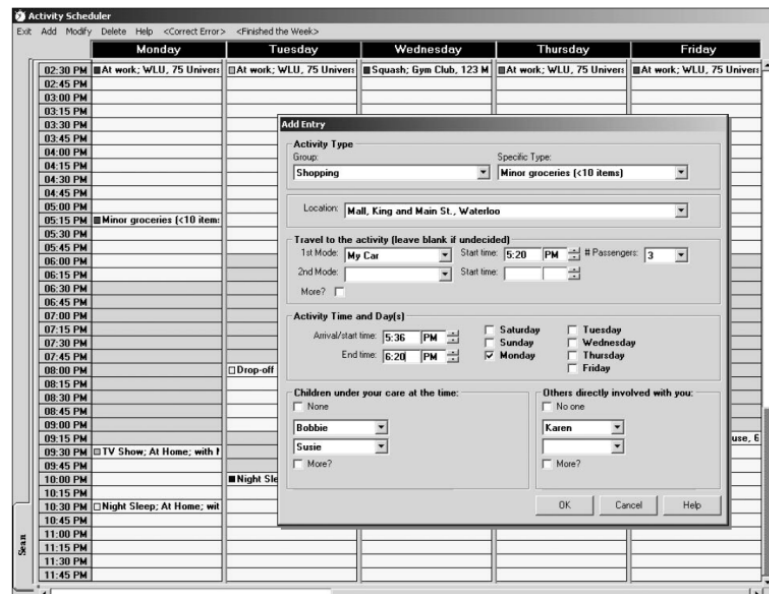 Activity Scheduler
Exit Add Modify Delete Help <Correct Error> <Finished the Week>
Monday Tuesday Wednesday Thursday Friday
02:30 PM At work; WLU, 75 Univer At work; WLU, 75 Univer Squash; Gym Club, 123 M At work; WLU, 75 Univer At work; WLU, 75 Univer
02:45 PM
03:00 PM
03:15 PM
03:30 PM
03:45 PM
04:00 PM
04:15 PM
04:30 PM
04:45 PM
05:00 PM
05:15 PM Minor groceries (<10 item
05:30 PM
05:45 PM
06:00 PM
06:15 PM
06:30 PM
06:45 PM
07:00 PM
07:15 PM
07:30 PM
07:45 PM
08:00 PM Drop-off
08:15 PM
08:30 PM
08:45 PM
09:00 PM
09:15 PM use, 6
09:30 PM TV Show; At Home; with
09:45 PM
10:00 PM Night Sle
10:15 PM
10:30 PM Night Sleep; At Home; wit
10:45 PM
11:00 PM
11:15 PM
11:30 PM
11:45 PM
Sean
Add Entry
Activity Type
Group: Specific Type:
Shopping Minor groceries (<10 items)
Location: Mall, King and Main St., Waterloo
Travel to the activity (leave blank if undecided)
1st Mode: My Car Start time: 5:20 PM # Passengers: 3
2nd Mode: Start time:
More?
Activity Time and Day(s)
Arrival/start time: 5:36 PM
End time: 6:20 PM
Saturday Tuesday
Sunday Wednesday
Monday Thursday
Friday
Children under your care at the time:
None
Bobbie
Susie
More?
Others directly involved with you:
No one
Karen
More?
OK Cancel Help